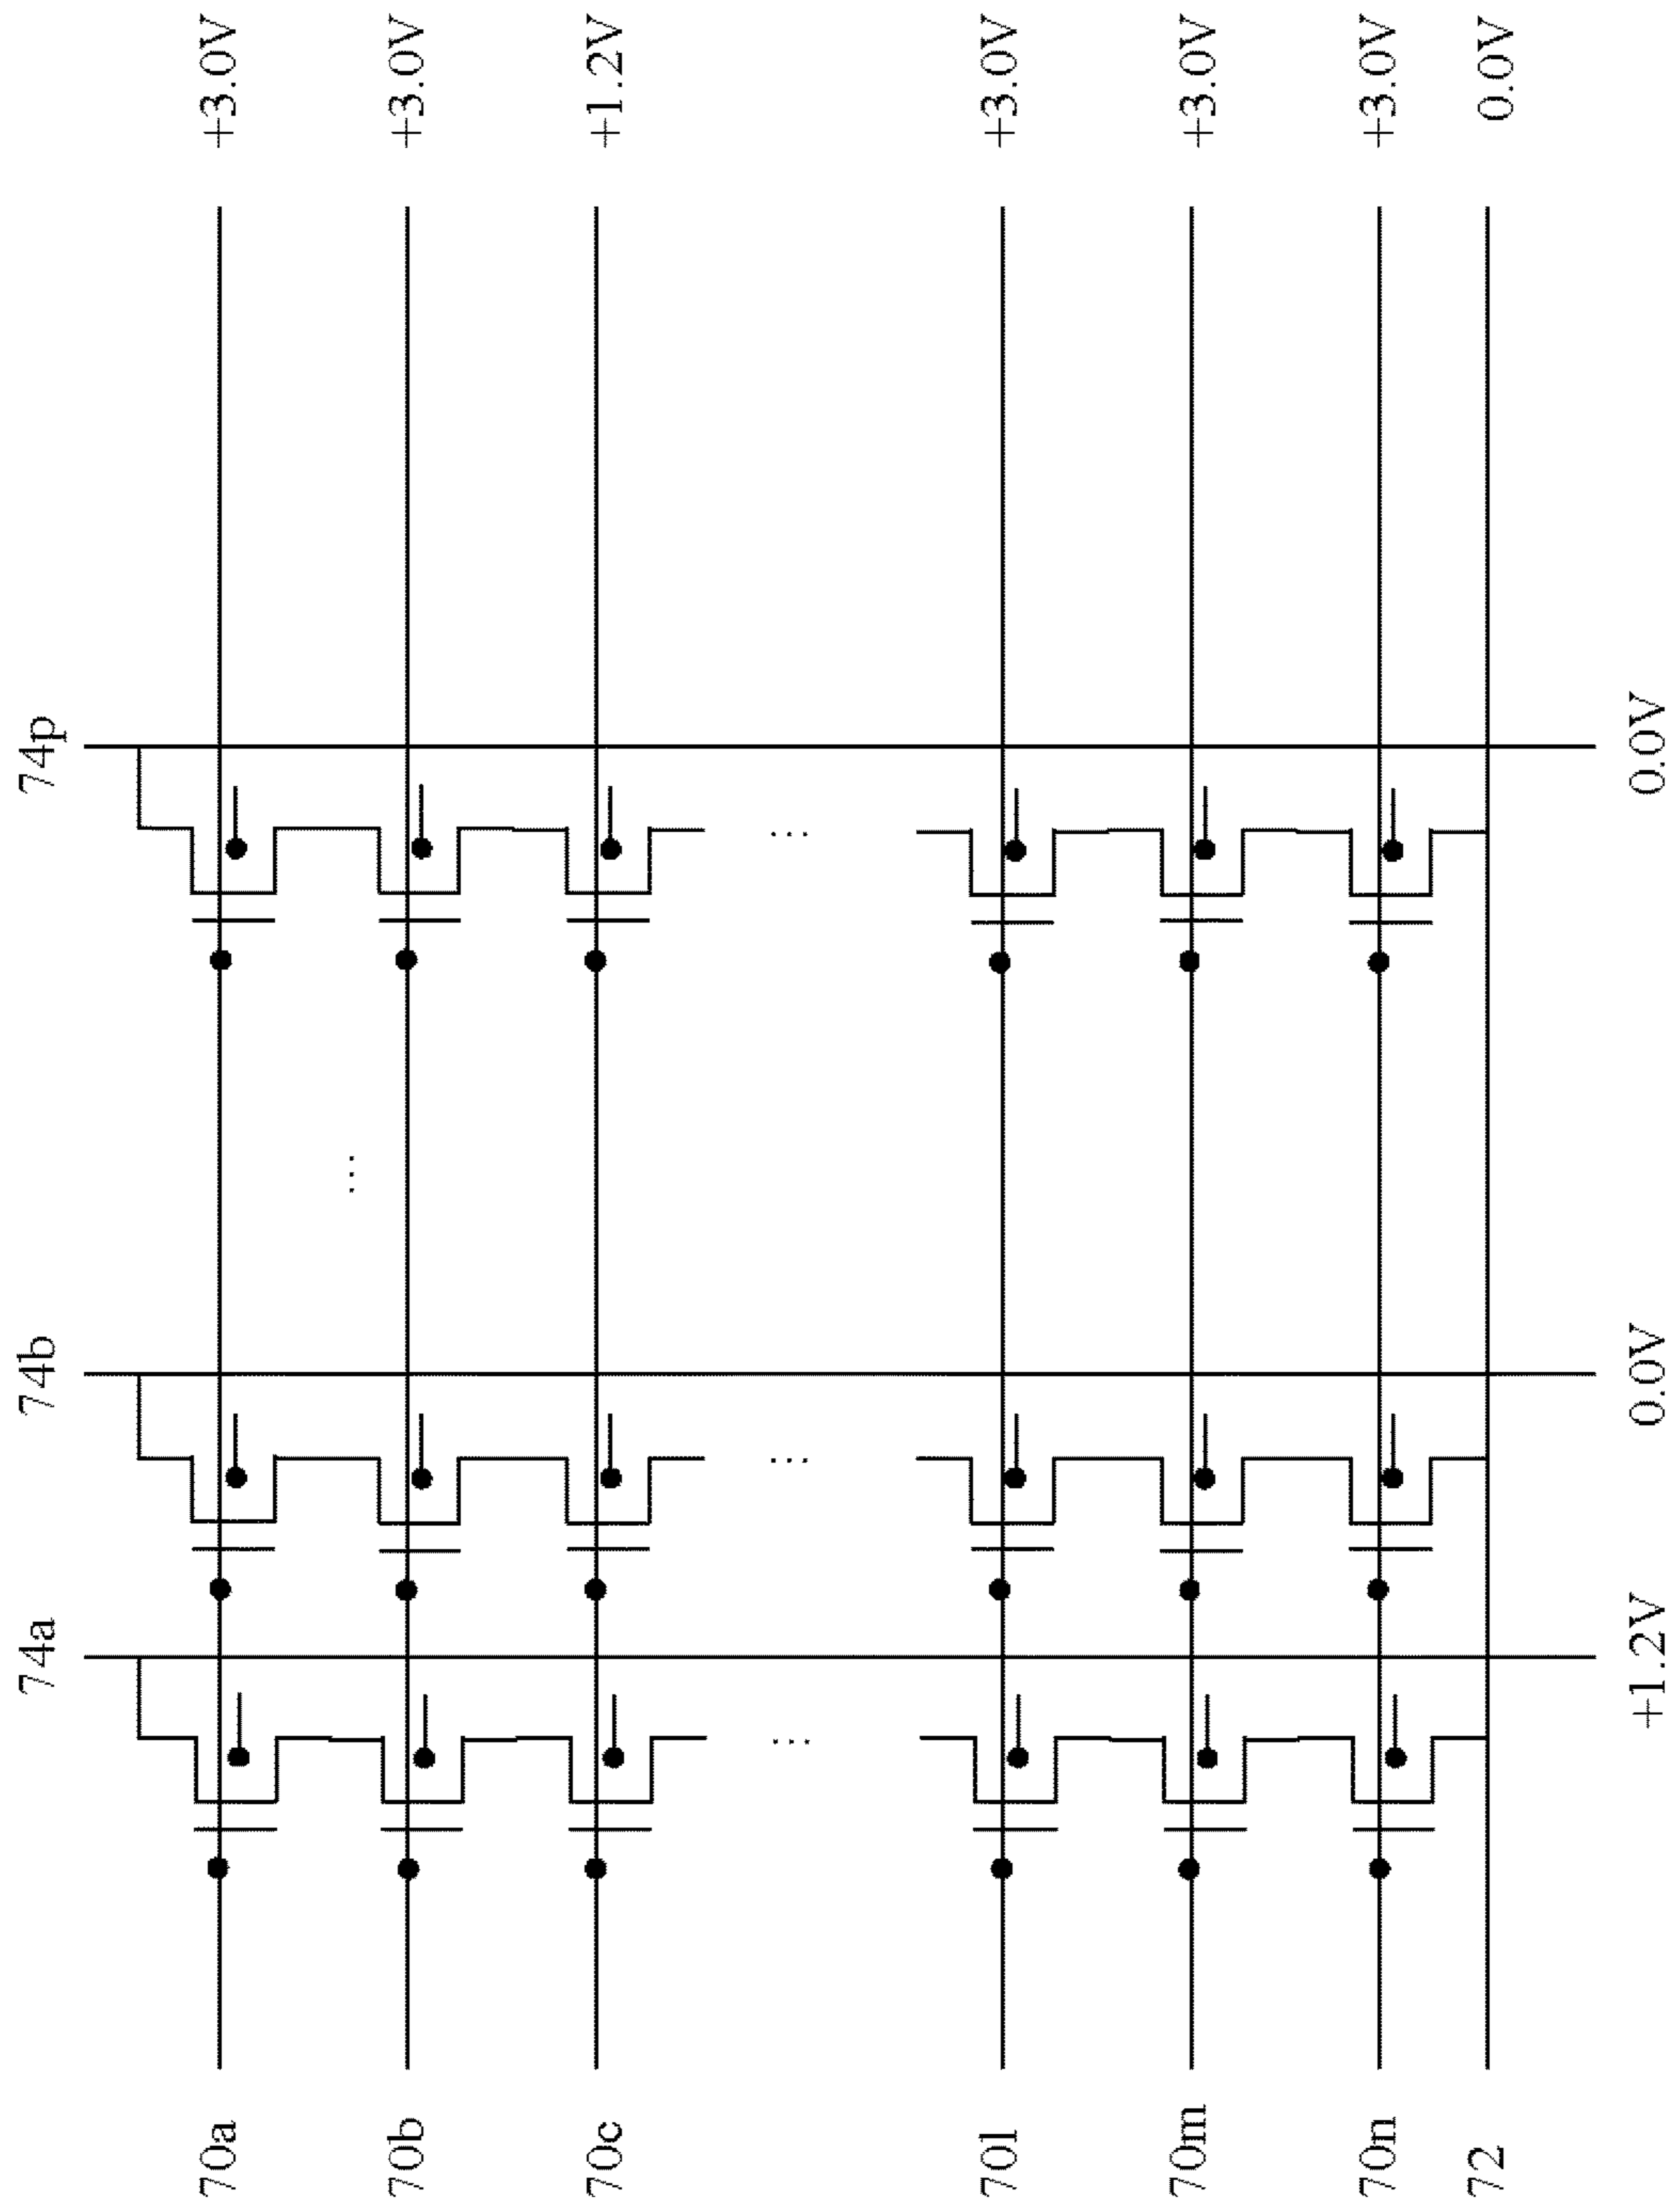 74a 74b 74p
70a +3.0V
70b +3.0V
... 
70c +1.2V
... ... ...
70l +3.0V
70m +3.0V
70n +3.0V
72 0.0V
+1.2V 0.0V 0.0V